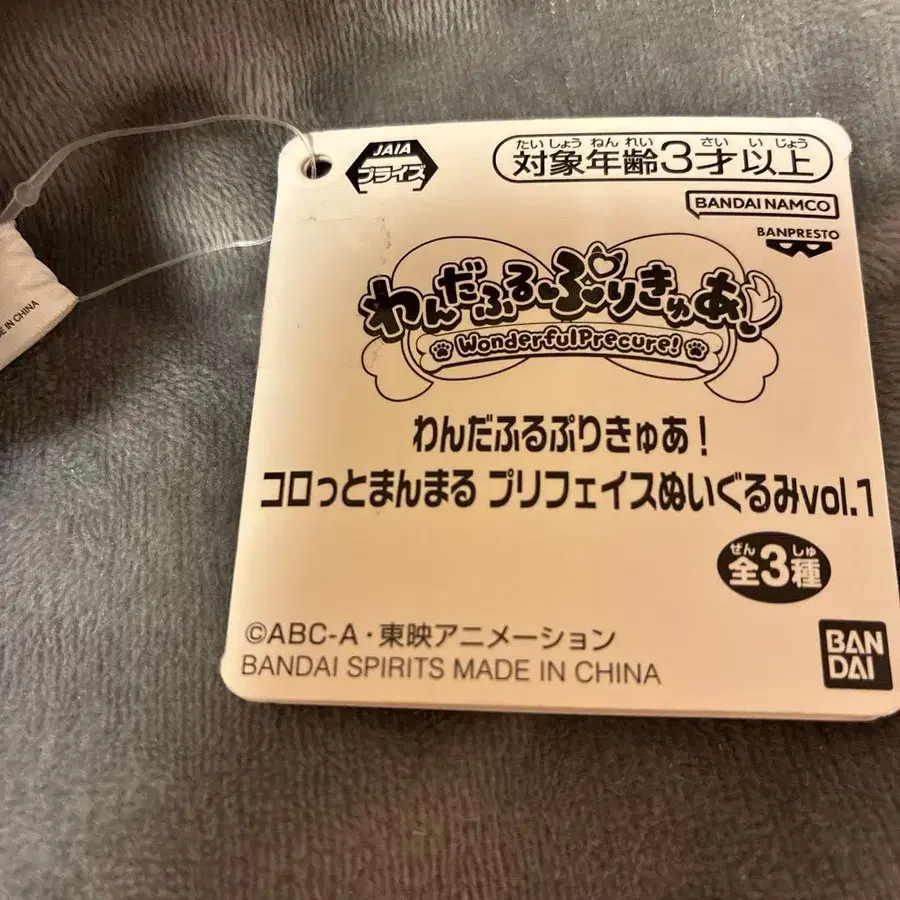 JAIA
プライズ
たいしょうねんれい さい いじょう
対象年齢3才以上
BANDAI NAMCO
BANPRESTO
わんだふるぷりきゅあ!
WonderfulPrecure!
わんだふるぷりきゅあ!
コロっとまんまる プリフェイスぬいぐるみvol.1
ぜん しゅ
全3種
©ABC-A・東映アニメーション
BANDAI SPIRITS MADE IN CHINA
BAN
DAI
IN CHINA